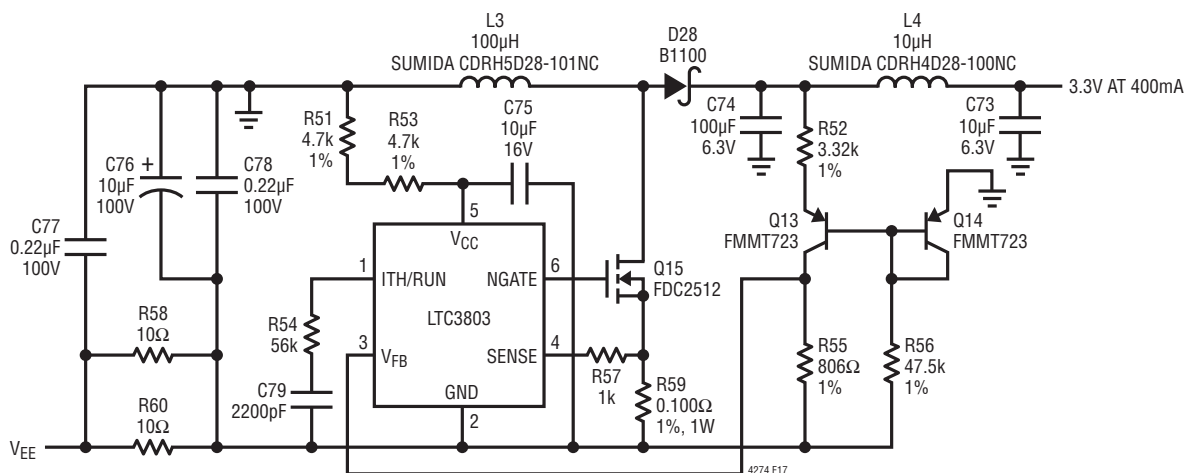 L3
100µH
SUMIDA CDRH5D28-101NC
D28
B1100
L4
10µH
SUMIDA CDRH4D28-100NC
3.3V AT 400mA
C74
100µF
6.3V
C73
10µF
6.3V
R51
4.7k
1%
R53
4.7k
1%
C75
10µF
16V
R52
3.32k
1%
C76
10µF
100V
+
C78
0.22µF
100V
C77
0.22µF
100V
Q13
FMMT723
Q14
FMMT723
5
VCC
1
ITH/RUN
NGATE
6
Q15
FDC2512
LTC3803
R54
56k
3
VFB
SENSE
4
R57
1k
GND
2
C79
2200pF
R58
10Ω
R60
10Ω
R59
0.100Ω
1%, 1W
R55
806Ω
1%
R56
47.5k
1%
VEE
4274 F17